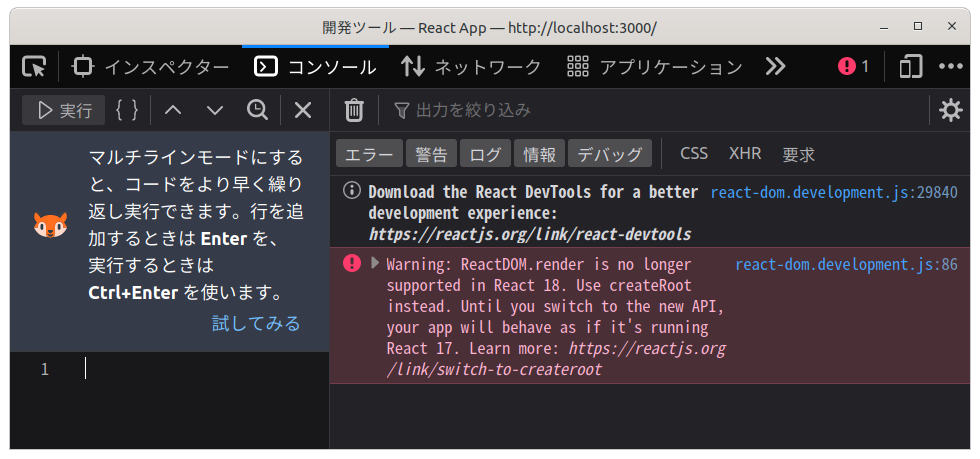 開発ツール — React App — http://localhost:3000/
インスペクター コンソール ネットワーク アプリケーション 1
実行 { } 出力を絞り込み
エラー 警告 ログ 情報 デバッグ CSS XHR 要求
マルチラインモードにする
と、コードをより早く繰り
返し実行できます。行を追
加するときは Enter を、
実行するときは
Ctrl+Enter を使います。
試してみる
1
Download the React DevTools for a better react-dom.development.js:29840
development experience:
https://reactjs.org/link/react-devtools
Warning: ReactDOM.render is no longer react-dom.development.js:86
supported in React 18. Use createRoot
instead. Until you switch to the new API,
your app will behave as if it's running
React 17. Learn more: https://reactjs.org
/link/switch-to-createroot